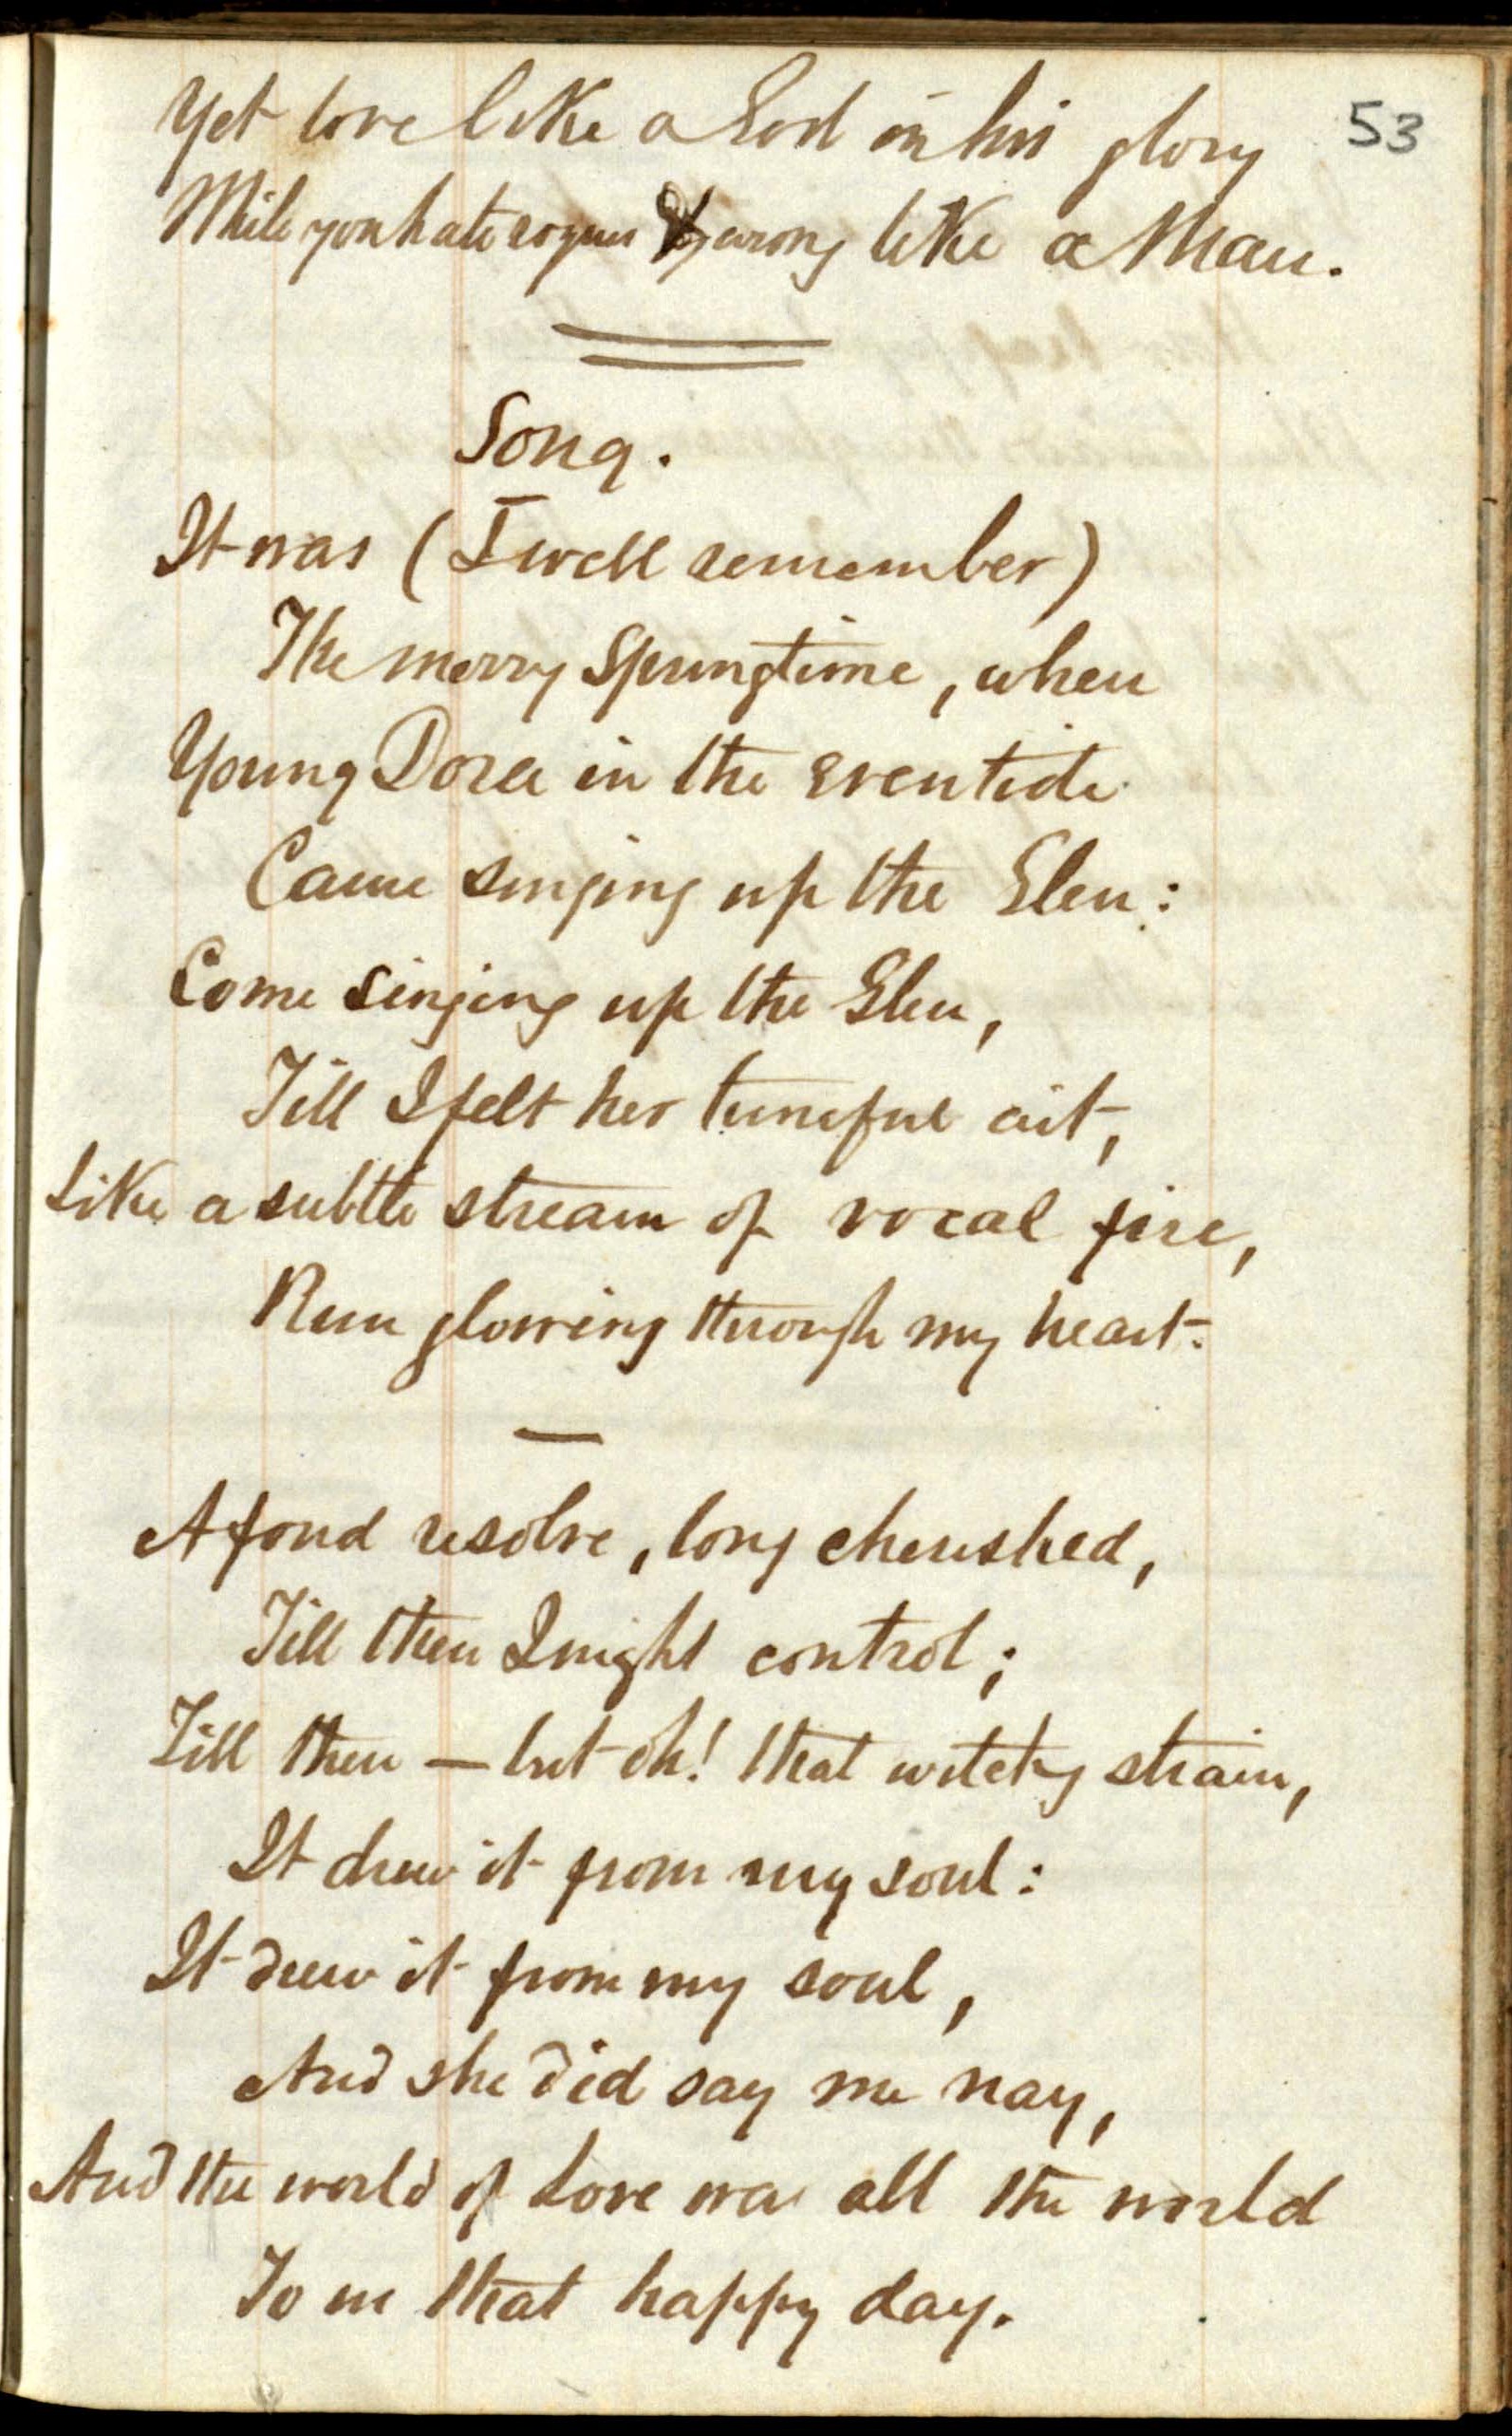 53
Yet love like a God in his glory
While you hate rogues & wrong like a Man.
Song.
It was (I well remember)
The merry Springtime, when
Young Dora in the eventide
Came singing up the Glen:
Come singing up the Glen,
Till I felt her tuneful art,
Like a subtle stream of vocal fire,
Run glowing through my heart.
A fond resolve, long cherished,
Till then I might control;
Till then — but oh! that witchy strain,
It drew it from my soul:
It drew it from my soul,
And she did say me nay,
And the world of Love was all the world
To us that happy day.